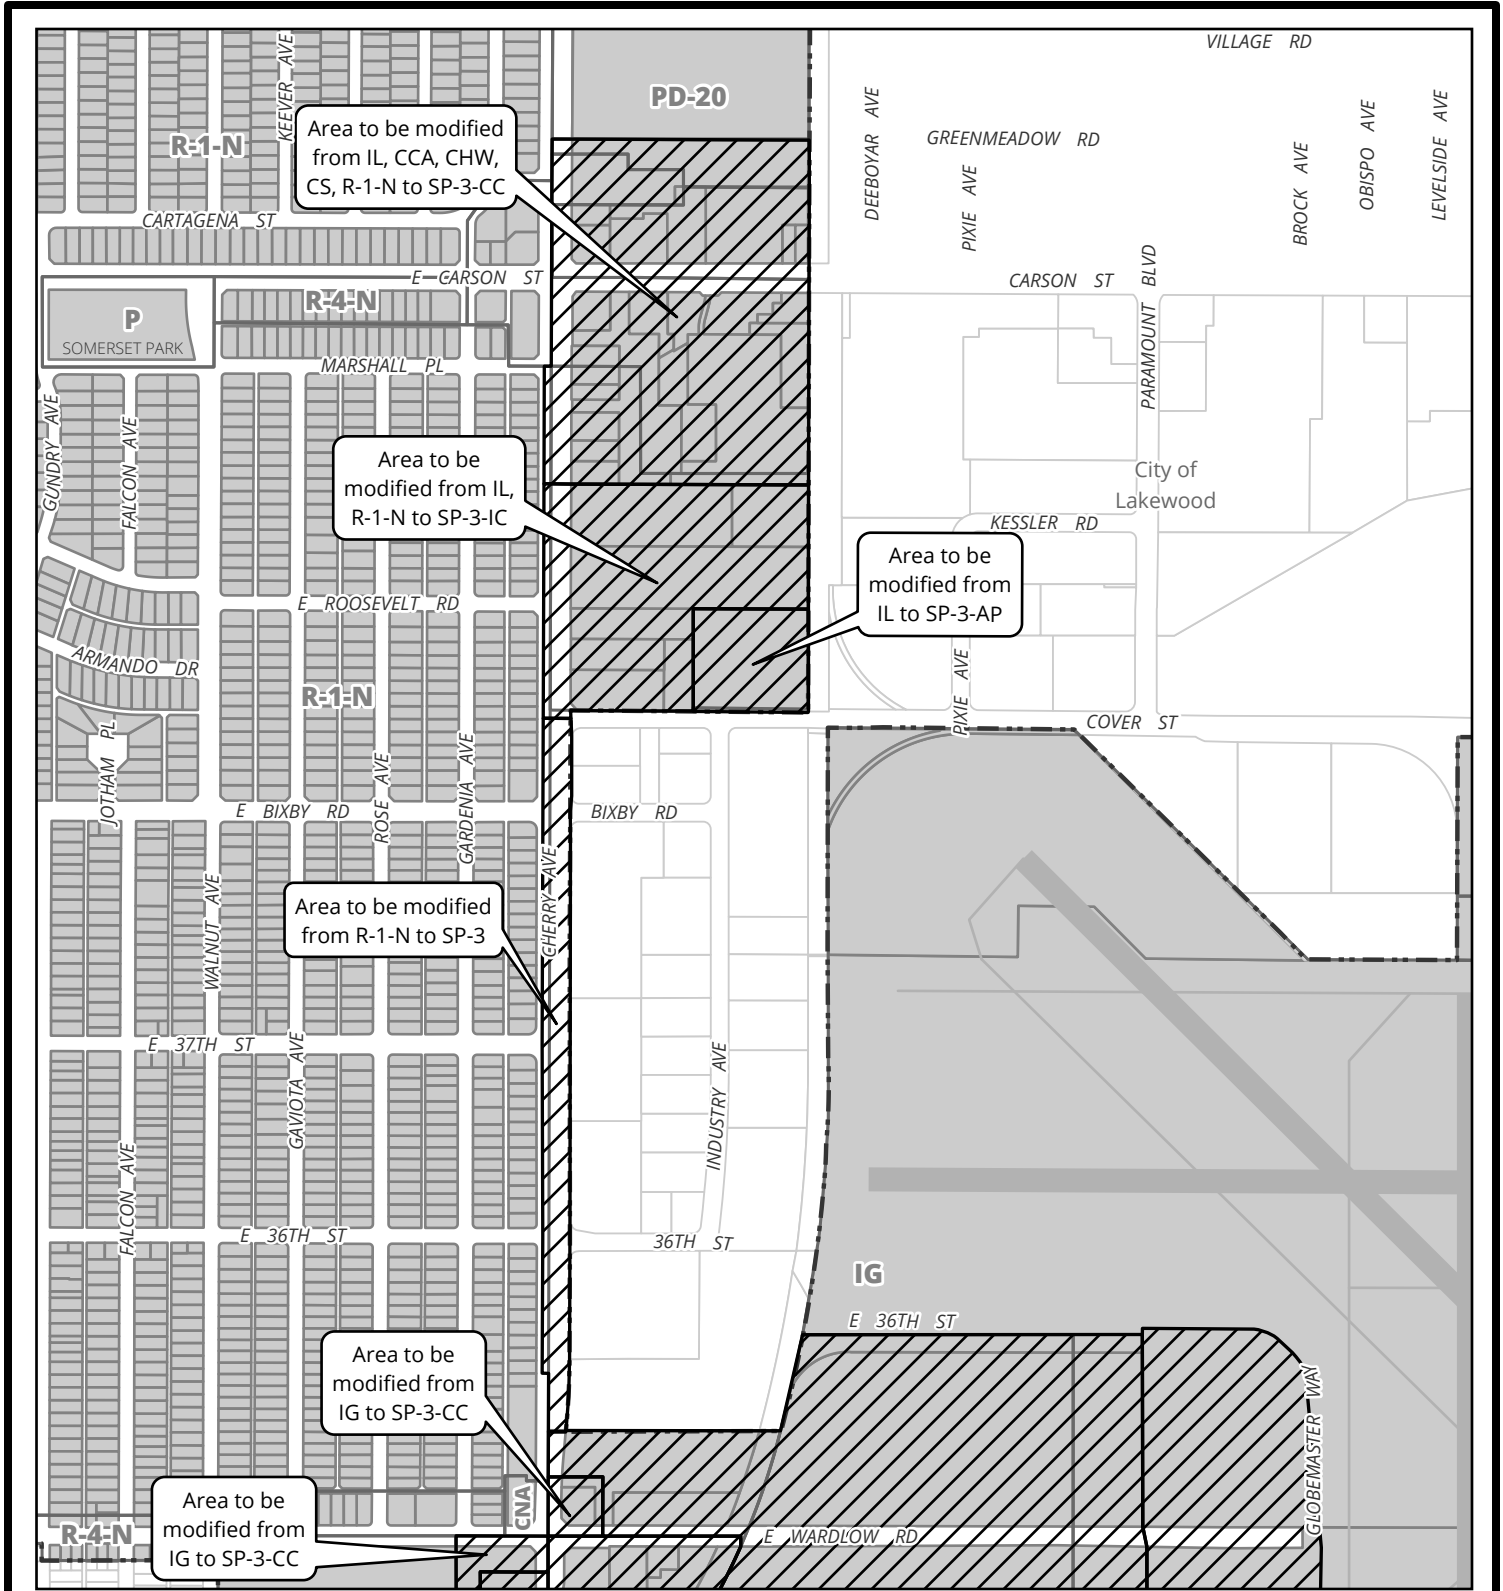 VILLAGE RD
KEEVER AVE
PD-20
DEEBOYAR AVE
GREENMEADOW RD
PIXIE AVE
BROCK AVE
OBISPO AVE
LEVELSIDE AVE
R-1-N
Area to be modified
from IL, CCA, CHW,
CS, R-1-N to SP-3-CC
CARTAGENA ST
E CARSON ST
CARSON ST
PARAMOUNT BLVD
R-4-N
P
SOMERSET PARK
MARSHALL PL
GUNDRY AVE
FALCON AVE
Area to be
modified from IL,
R-1-N to SP-3-IC
City of
Lakewood
KESSLER RD
Area to be
modified from
IL to SP-3-AP
E ROOSEVELT RD
ARMANDO DR
R-1-N
PIXIE AVE
COVER ST
JOTHAM PL
ROSE AVE
GARDENIA AVE
E BIXBY RD
BIXBY RD
CHERRY AVE
WALNUT AVE
Area to be modified
from R-1-N to SP-3
E 37TH ST
GAVIOTA AVE
INDUSTRY AVE
FALCON AVE
E 36TH ST
36TH ST
IG
E 36TH ST
Area to be
modified from
IG to SP-3-CC
GLOBEMASTER WAY
CNA
Area to be
modified from
IG to SP-3-CC
R-4-N
E WARDLOW RD